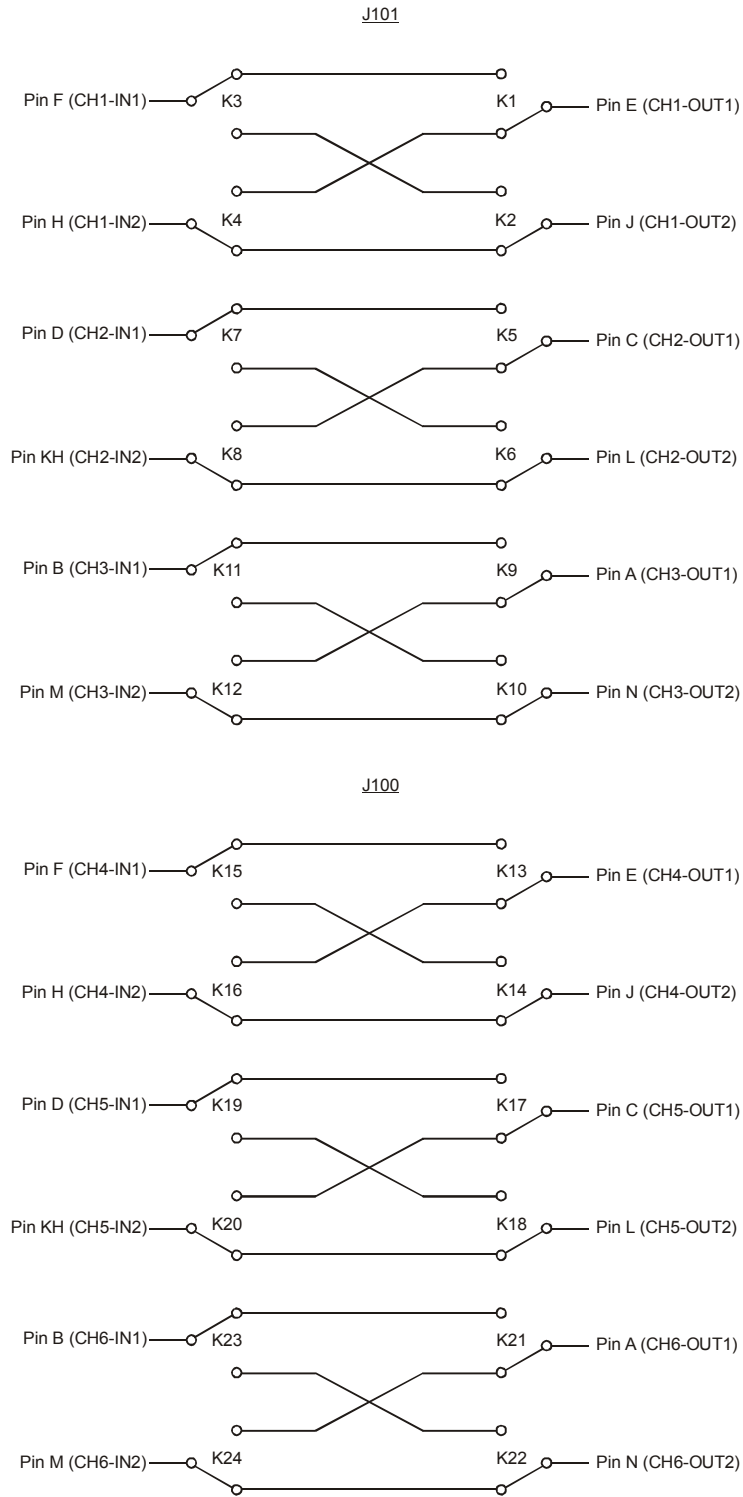 J101
Pin F (CH1-IN1) K3 K1 Pin E (CH1-OUT1)
Pin H (CH1-IN2) K4 K2 Pin J (CH1-OUT2)
Pin D (CH2-IN1) K7 K5 Pin C (CH2-OUT1)
Pin KH (CH2-IN2) K8 K6 Pin L (CH2-OUT2)
Pin B (CH3-IN1) K11 K9 Pin A (CH3-OUT1)
Pin M (CH3-IN2) K12 K10 Pin N (CH3-OUT2)
J100
Pin F (CH4-IN1) K15 K13 Pin E (CH4-OUT1)
Pin H (CH4-IN2) K16 K14 Pin J (CH4-OUT2)
Pin D (CH5-IN1) K19 K17 Pin C (CH5-OUT1)
Pin KH (CH5-IN2) K20 K18 Pin L (CH5-OUT2)
Pin B (CH6-IN1) K23 K21 Pin A (CH6-OUT1)
Pin M (CH6-IN2) K24 K22 Pin N (CH6-OUT2)